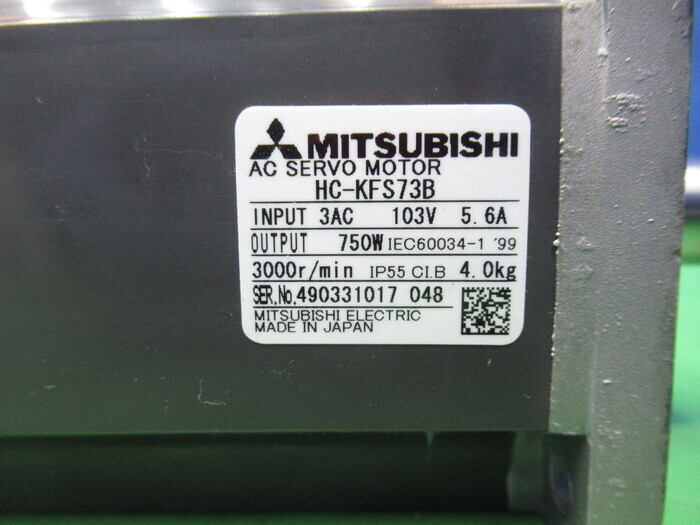 MITSUBISHI
AC SERVO MOTOR
HC-KFS73B
INPUT 3AC 103V 5.6A
OUTPUT 750W IEC60034-1 '99
3000r/min IP55 CI.B 4.0kg
SER.No.490331017 048
MITSUBISHI ELECTRIC
MADE IN JAPAN